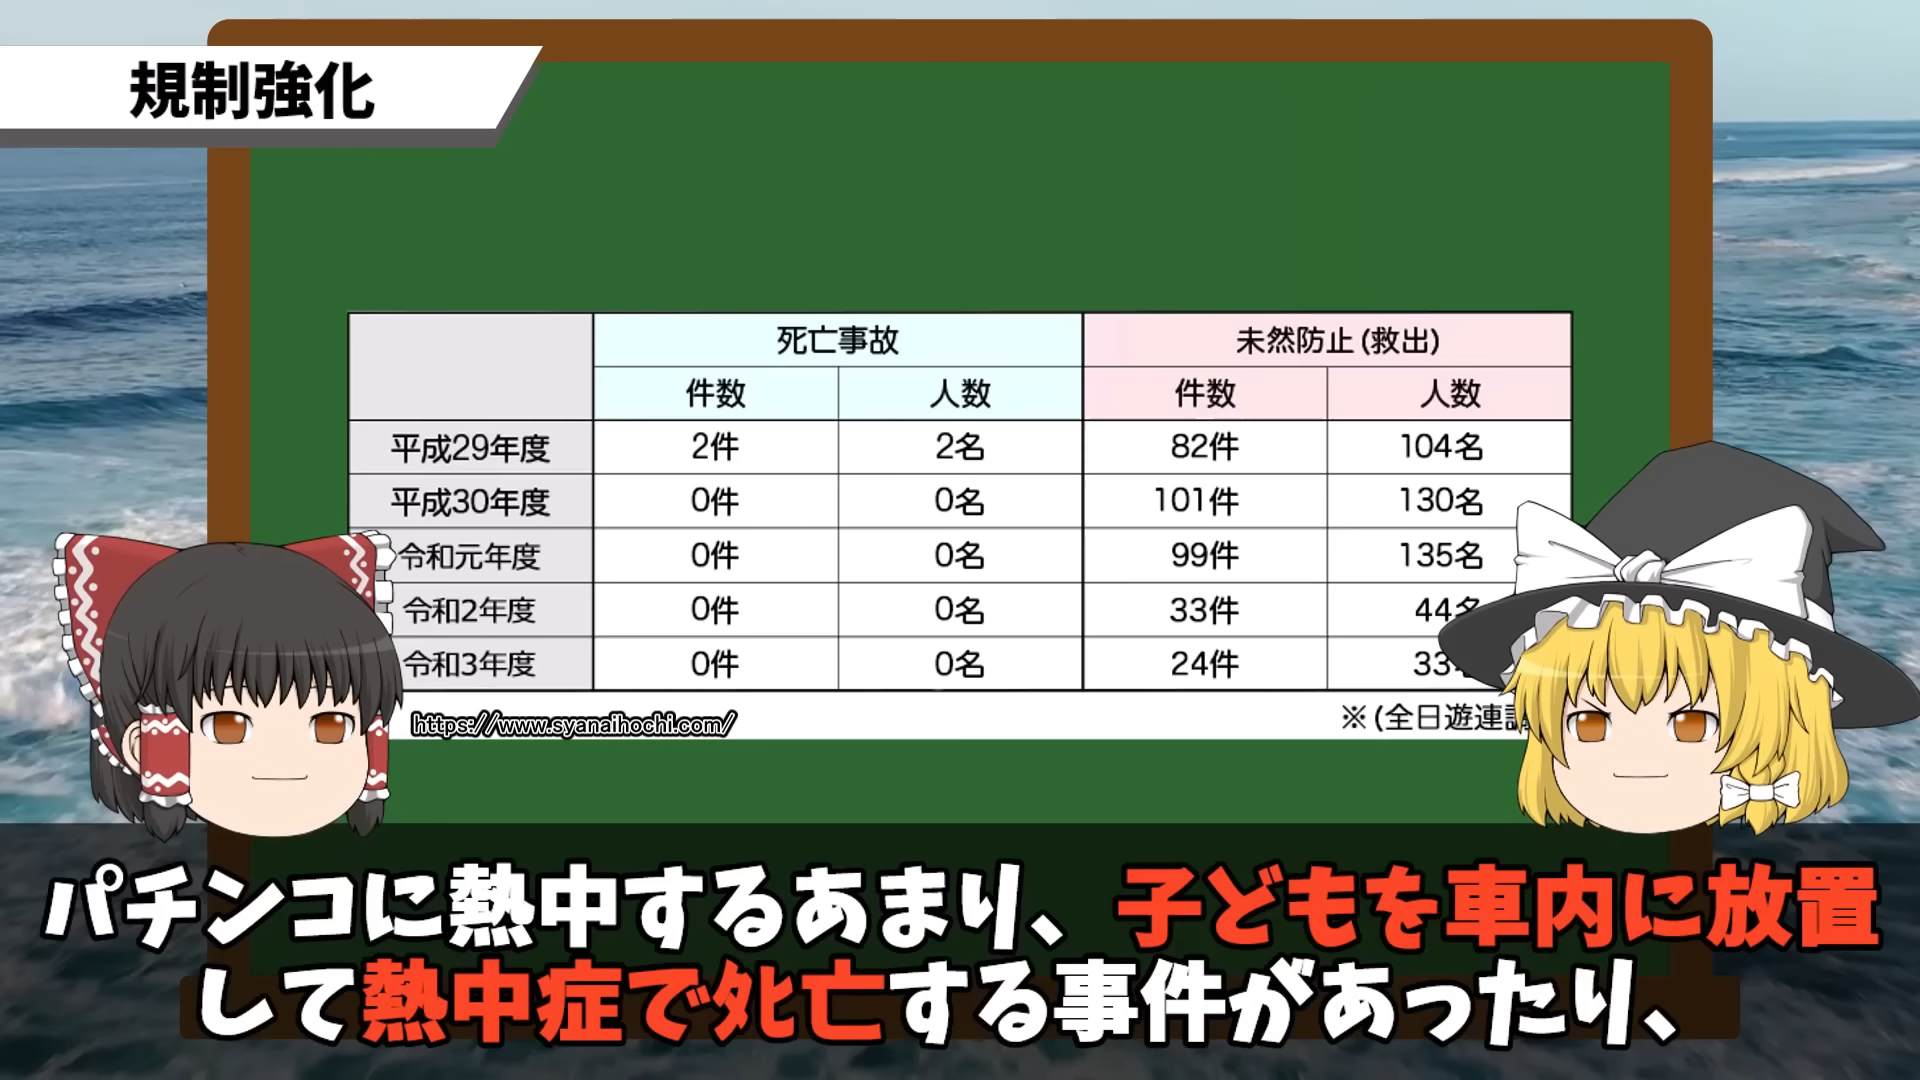 規制強化
死亡事故 未然防止(救出)
件数 人数 件数 人数
平成29年度 2件 2名 82件 104名
平成30年度 0件 0名 101件 130名
令和元年度 0件 0名 99件 135名
令和2年度 0件 0名 33件 44名
令和3年度 0件 0名 24件 33
https://www.syanaihochi.com/ ※(全日遊連
パチンコに熱中するあまり、子どもを車内に放置
して熱中症でﾀﾋ亡する事件があったり、